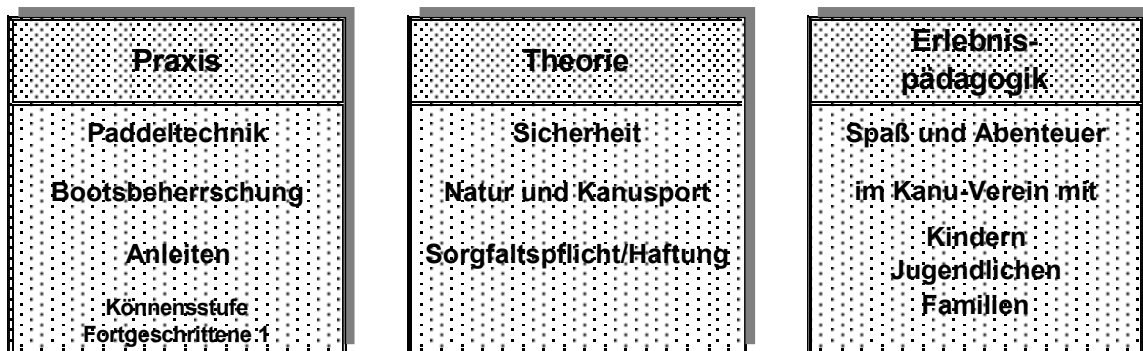 Praxis
Paddeltechnik
Bootsbeherrschung
Anleiten
Könnensstufe
Fortgeschrittene 1
Theorie
Sicherheit
Natur und Kanusport
Sorgfaltspflicht/Haftung
Erlebnis-
pädagogik
Spaß und Abenteuer
im Kanu-Verein mit
Kindern
Jugendlichen
Familien